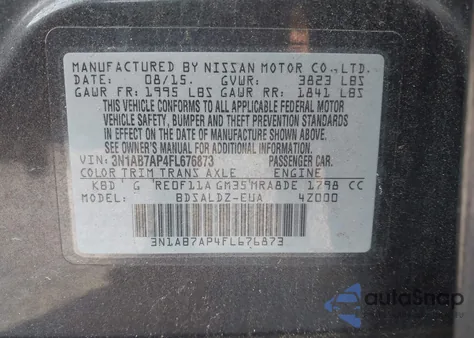 MANUFACTURED BY NISSAN MOTOR CO., LTD.
DATE: 08/15. GVWR: 3823 LBS
GAWR FR: 1995 LBS GAWR RR: 1841 LBS
THIS VEHICLE CONFORMS TO ALL APPLICABLE FEDERAL MOTOR
VEHICLE SAFETY, BUMPER AND THEFT PREVENTION STANDARDS
IN EFFECT ON THE DATE OF MANUFACTURE SHOWN ABOVE.
SEE OWNER'S MANUAL FOR ADDITIONAL INFORMATION.
VIN: 3N1AB7AP4FL676873 PASSENGER CAR.
COLOR TRIM TRANS AXLE ENGINE
KBD ' G 'RE0F11A GM35'MRA8DE 1798 CC
MODEL: BDSALDZ-EUA 4Z000
3N1AB7AP4FL676873
autoSnap